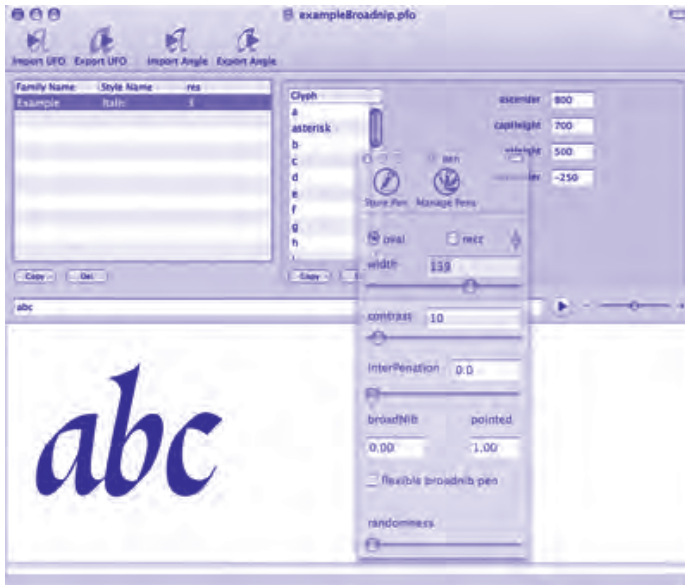 exampleBroadnip.pfo
Import UFO Export UFO Import Angle Export Angle
Family Name Style Name res
Example Italic 3
Copy Del
Glyph
a
asterisk
b
c
d
e
f
g
h
Copy
ascender 800
capHeight 700
500
-250
pen
Store Pen Manage Pens
oval rect
width 139
contrast 10
InterPenation 0.0
broadNib pointed
0.00 1.00
flexible broadnib pen
randomness
abc
abc